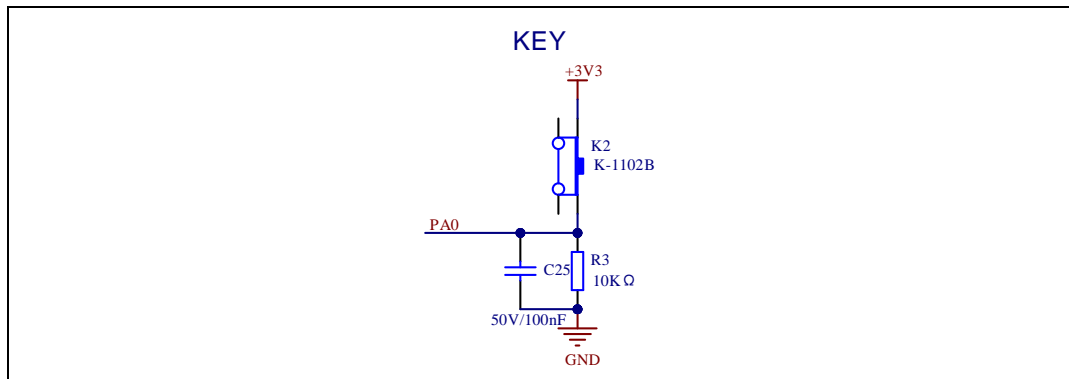 KEY
+3V3
K2
K-1102B
PA0
C25
R3
10KΩ
50V/100nF
GND